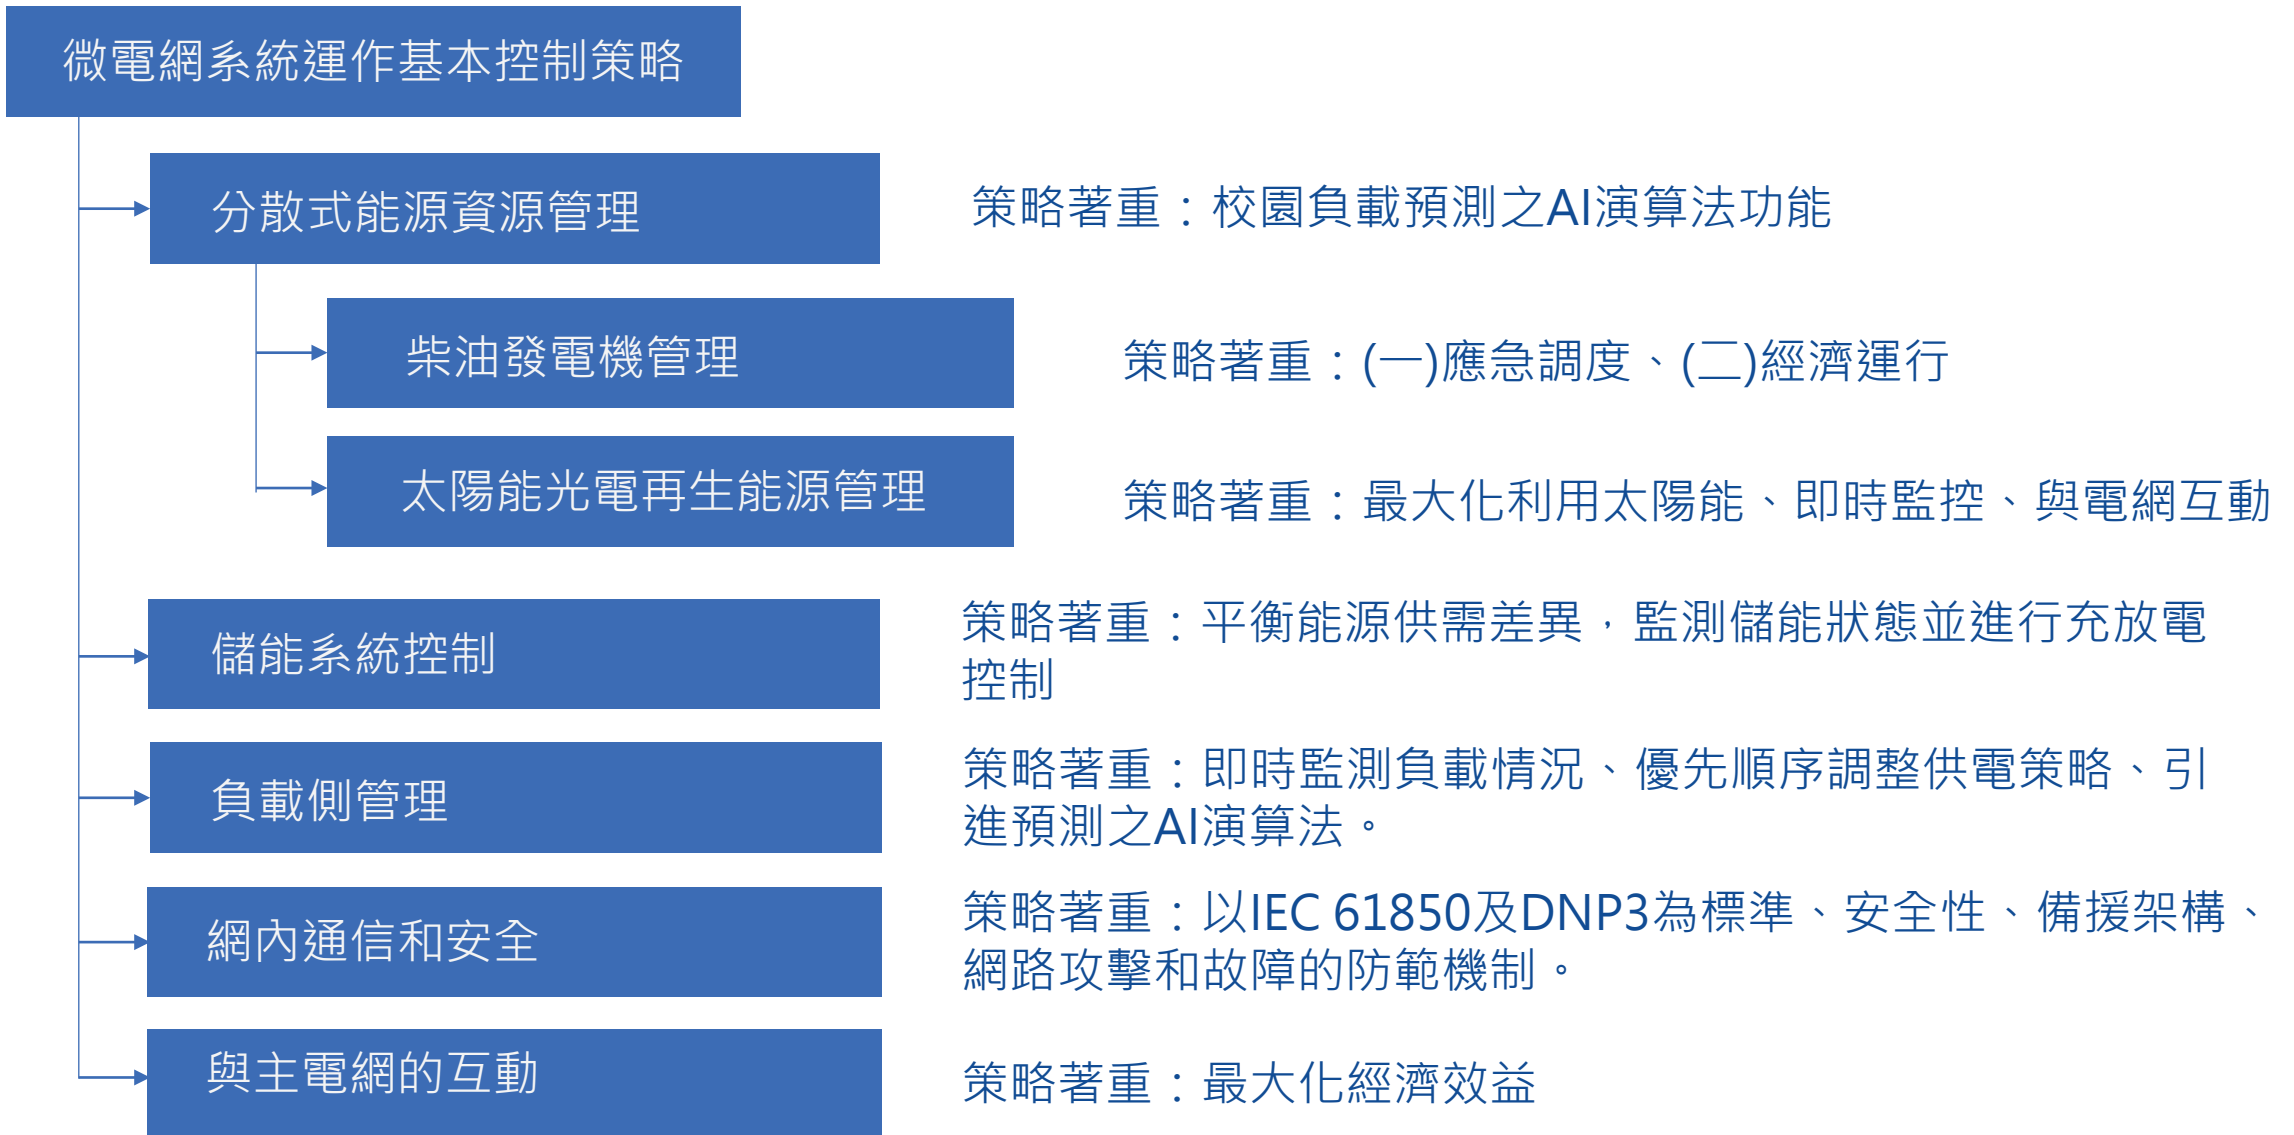 微電網系統運作基本控制策略
分散式能源資源管理
策略著重：校園負載預測之AI演算法功能
柴油發電機管理
策略著重：(一)應急調度、(二)經濟運行
太陽能光電再生能源管理
策略著重：最大化利用太陽能、即時監控、與電網互動
儲能系統控制
策略著重：平衡能源供需差異，監測儲能狀態並進行充放電
控制
負載側管理
策略著重：即時監測負載情況、優先順序調整供電策略、引
進預測之AI演算法。
網內通信和安全
策略著重：以IEC 61850及DNP3為標準、安全性、備援架構、
網路攻擊和故障的防範機制。
與主電網的互動
策略著重：最大化經濟效益